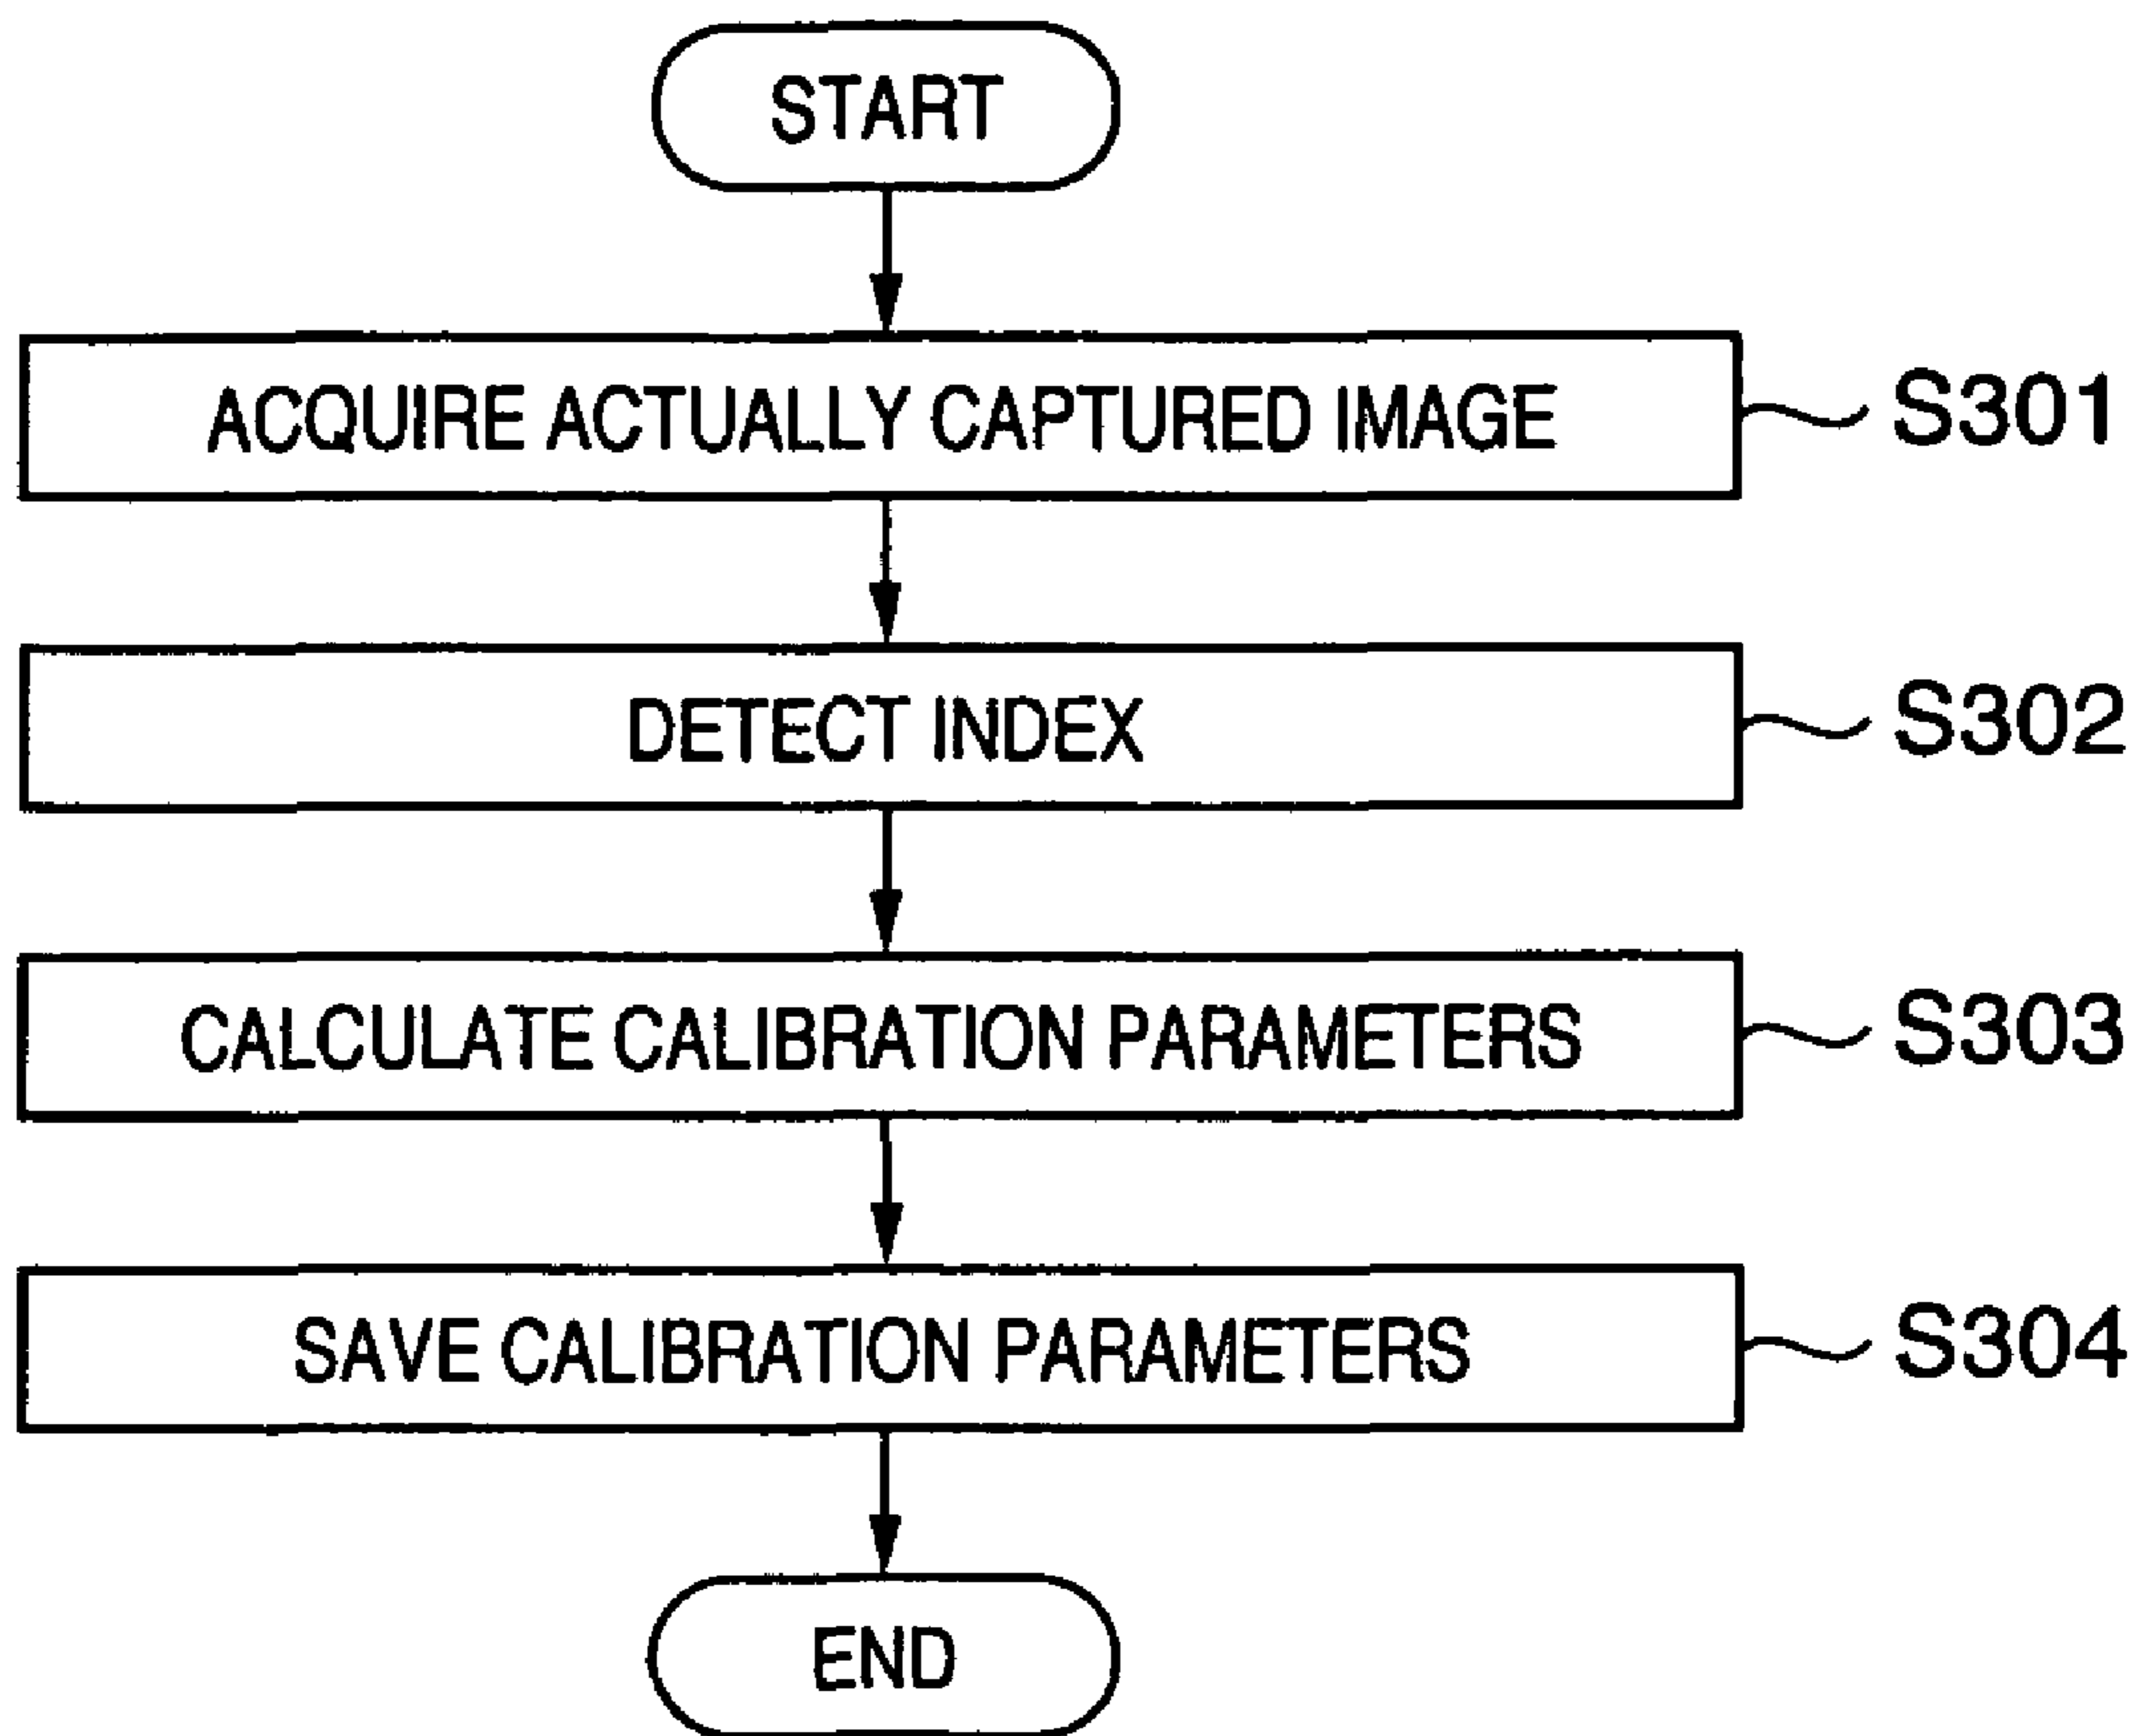 START
ACQUIRE ACTUALLY CAPTURED IMAGE S301
DETECT INDEX S302
CALCULATE CALIBRATION PARAMETERS S303
SAVE CALIBRATION PARAMETERS S304
END